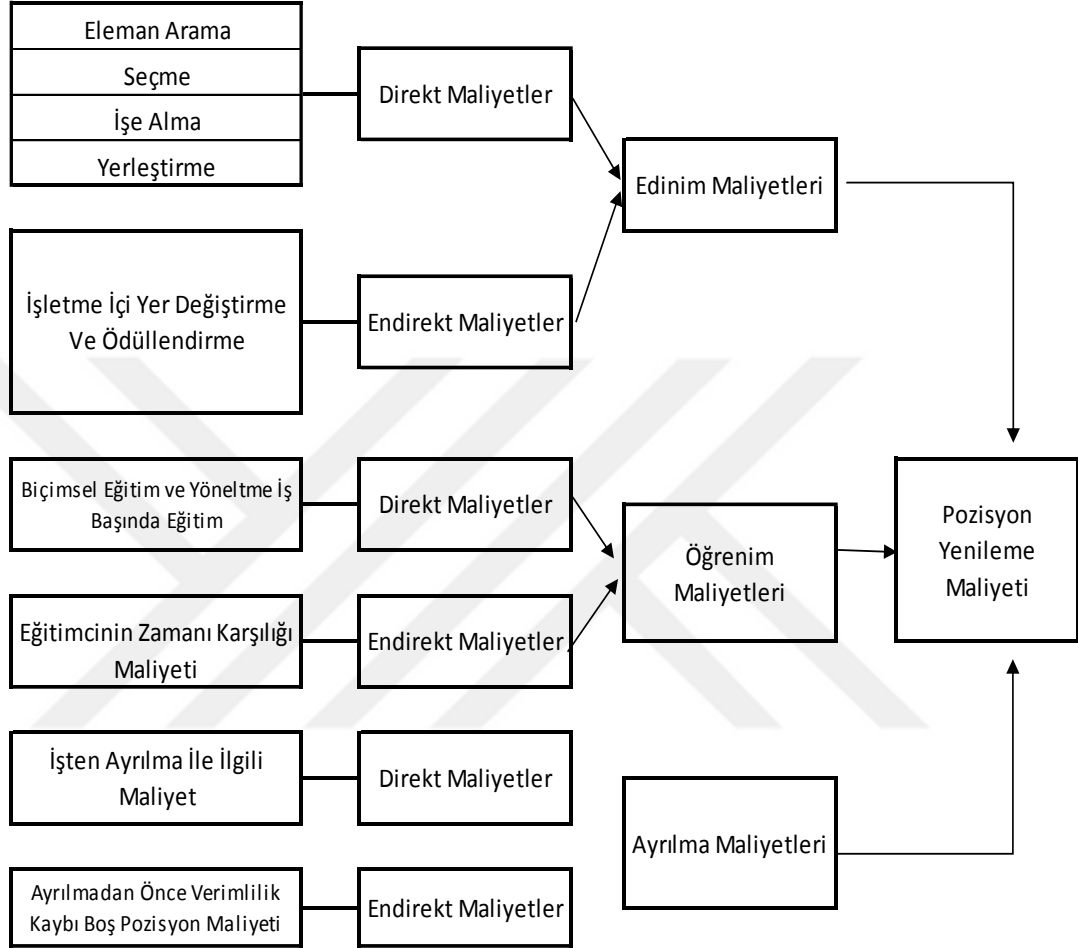 Eleman Arama
Seçme
İşe Alma
Yerleştirme
Direkt Maliyetler
Edinim Maliyetleri
İşletme İçi Yer Değiştirme
Ve Ödüllendirme
Endirekt Maliyetler
Biçimsel Eğitim ve Yöneltme İş
Başında Eğitim
Direkt Maliyetler
Öğrenim
Maliyetleri
Pozisyon
Yenileme
Maliyeti
Eğitimcinin Zamanı Karşılığı
Maliyeti
Endirekt Maliyetler
İşten Ayrılma İle İlgili
Maliyet
Direkt Maliyetler
Ayrılma Maliyetleri
Ayrılmadan Önce Verimlilik
Kaybı Boş Pozisyon Maliyeti
Endirekt Maliyetler